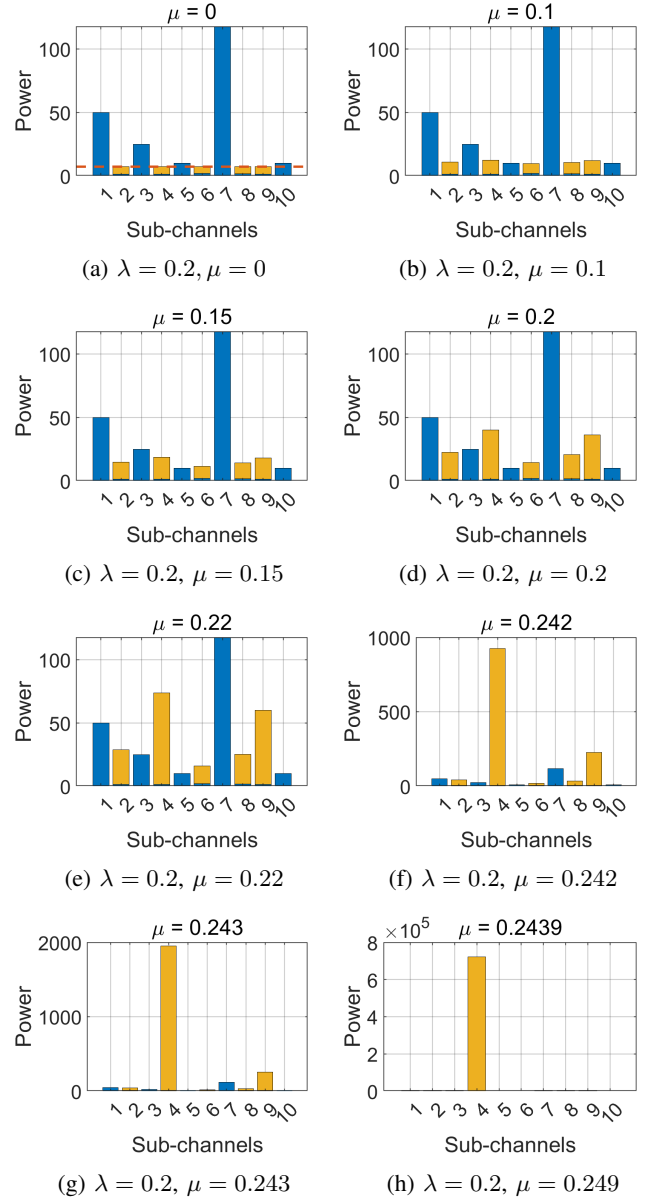 μ = 0
Power
100
50
0
1 2 3 4 5 6 7 8 9 10
Sub-channels
(a) λ = 0.2, μ = 0
μ = 0.1
Power
100
50
0
1 2 3 4 5 6 7 8 9 10
Sub-channels
(b) λ = 0.2, μ = 0.1
μ = 0.15
Power
100
50
0
1 2 3 4 5 6 7 8 9 10
Sub-channels
(c) λ = 0.2, μ = 0.15
μ = 0.2
Power
100
50
0
1 2 3 4 5 6 7 8 9 10
Sub-channels
(d) λ = 0.2, μ = 0.2
μ = 0.22
Power
100
50
0
1 2 3 4 5 6 7 8 9 10
Sub-channels
(e) λ = 0.2, μ = 0.22
μ = 0.242
Power
1000
500
0
1 2 3 4 5 6 7 8 9 10
Sub-channels
(f) λ = 0.2, μ = 0.242
μ = 0.243
Power
2000
1000
0
1 2 3 4 5 6 7 8 9 10
Sub-channels
(g) λ = 0.2, μ = 0.243
×10⁵ μ = 0.2439
Power
8
6
4
2
0
1 2 3 4 5 6 7 8 9 10
Sub-channels
(h) λ = 0.2, μ = 0.249